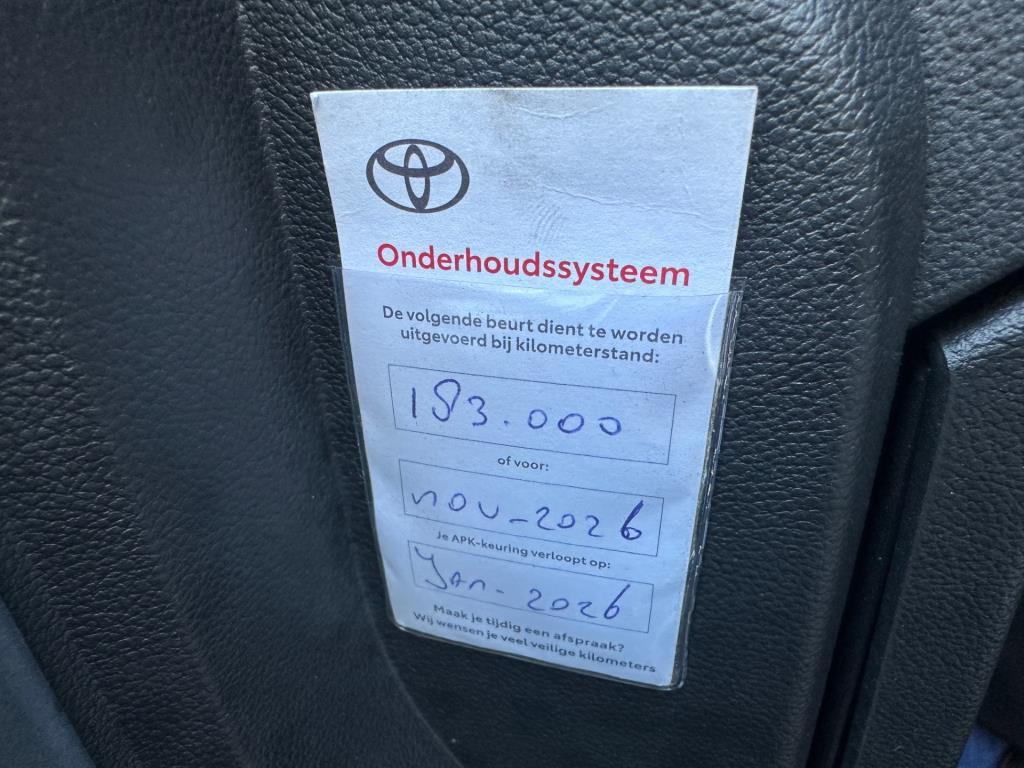 Onderhoudssysteem
De volgende beurt dient te worden
uitgevoerd bij kilometerstand:
183.000
of voor:
nov-2026
Je APK-keuring verloopt op:
Jan-2026
Maak je tijdig een afspraak?
Wij wensen je veel veilige kilometers